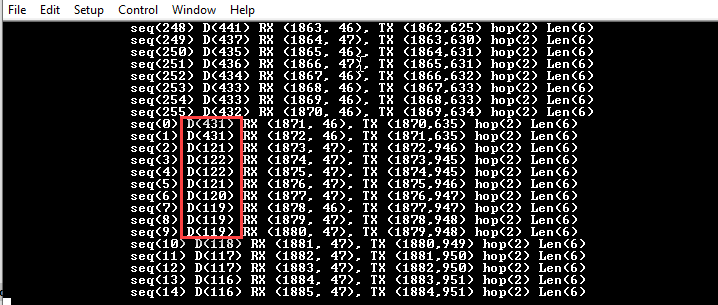 File Edit Setup Control Window Help
seq(248) D(441) RX (1863, 46), TX (1862,625) hop(2) Len(6)
seq(249) D(437) RX (1864, 47), TX (1863,630) hop(2) Len(6)
seq(250) D(435) RX (1865, 46), TX (1864,631) hop(2) Len(6)
seq(251) D(436) RX (1866, 47), TX (1865,631) hop(2) Len(6)
seq(252) D(434) RX (1867, 46), TX (1866,632) hop(2) Len(6)
seq(253) D(433) RX (1868, 46), TX (1867,633) hop(2) Len(6)
seq(254) D(433) RX (1869, 46), TX (1868,633) hop(2) Len(6)
seq(255) D(432) RX (1870, 46), TX (1869,634) hop(2) Len(6)
seq(0) D(431) RX (1871, 46), TX (1870,635) hop(2) Len(6)
seq(1) D(431) RX (1872, 46), TX (1871,635) hop(2) Len(6)
seq(2) D(121) RX (1873, 47), TX (1872,946) hop(2) Len(6)
seq(3) D(122) RX (1874, 47), TX (1873,945) hop(2) Len(6)
seq(4) D(122) RX (1875, 47), TX (1874,945) hop(2) Len(6)
seq(5) D(121) RX (1876, 47), TX (1875,946) hop(2) Len(6)
seq(6) D(120) RX (1877, 47), TX (1876,947) hop(2) Len(6)
seq(7) D(119) RX (1878, 46), TX (1877,947) hop(2) Len(6)
seq(8) D(119) RX (1879, 47), TX (1878,948) hop(2) Len(6)
seq(9) D(119) RX (1880, 47), TX (1879,948) hop(2) Len(6)
seq(10) D(118) RX (1881, 47), TX (1880,949) hop(2) Len(6)
seq(11) D(117) RX (1882, 47), TX (1881,950) hop(2) Len(6)
seq(12) D(117) RX (1883, 47), TX (1882,950) hop(2) Len(6)
seq(13) D(116) RX (1884, 47), TX (1883,951) hop(2) Len(6)
seq(14) D(116) RX (1885, 47), TX (1884,951) hop(2) Len(6)